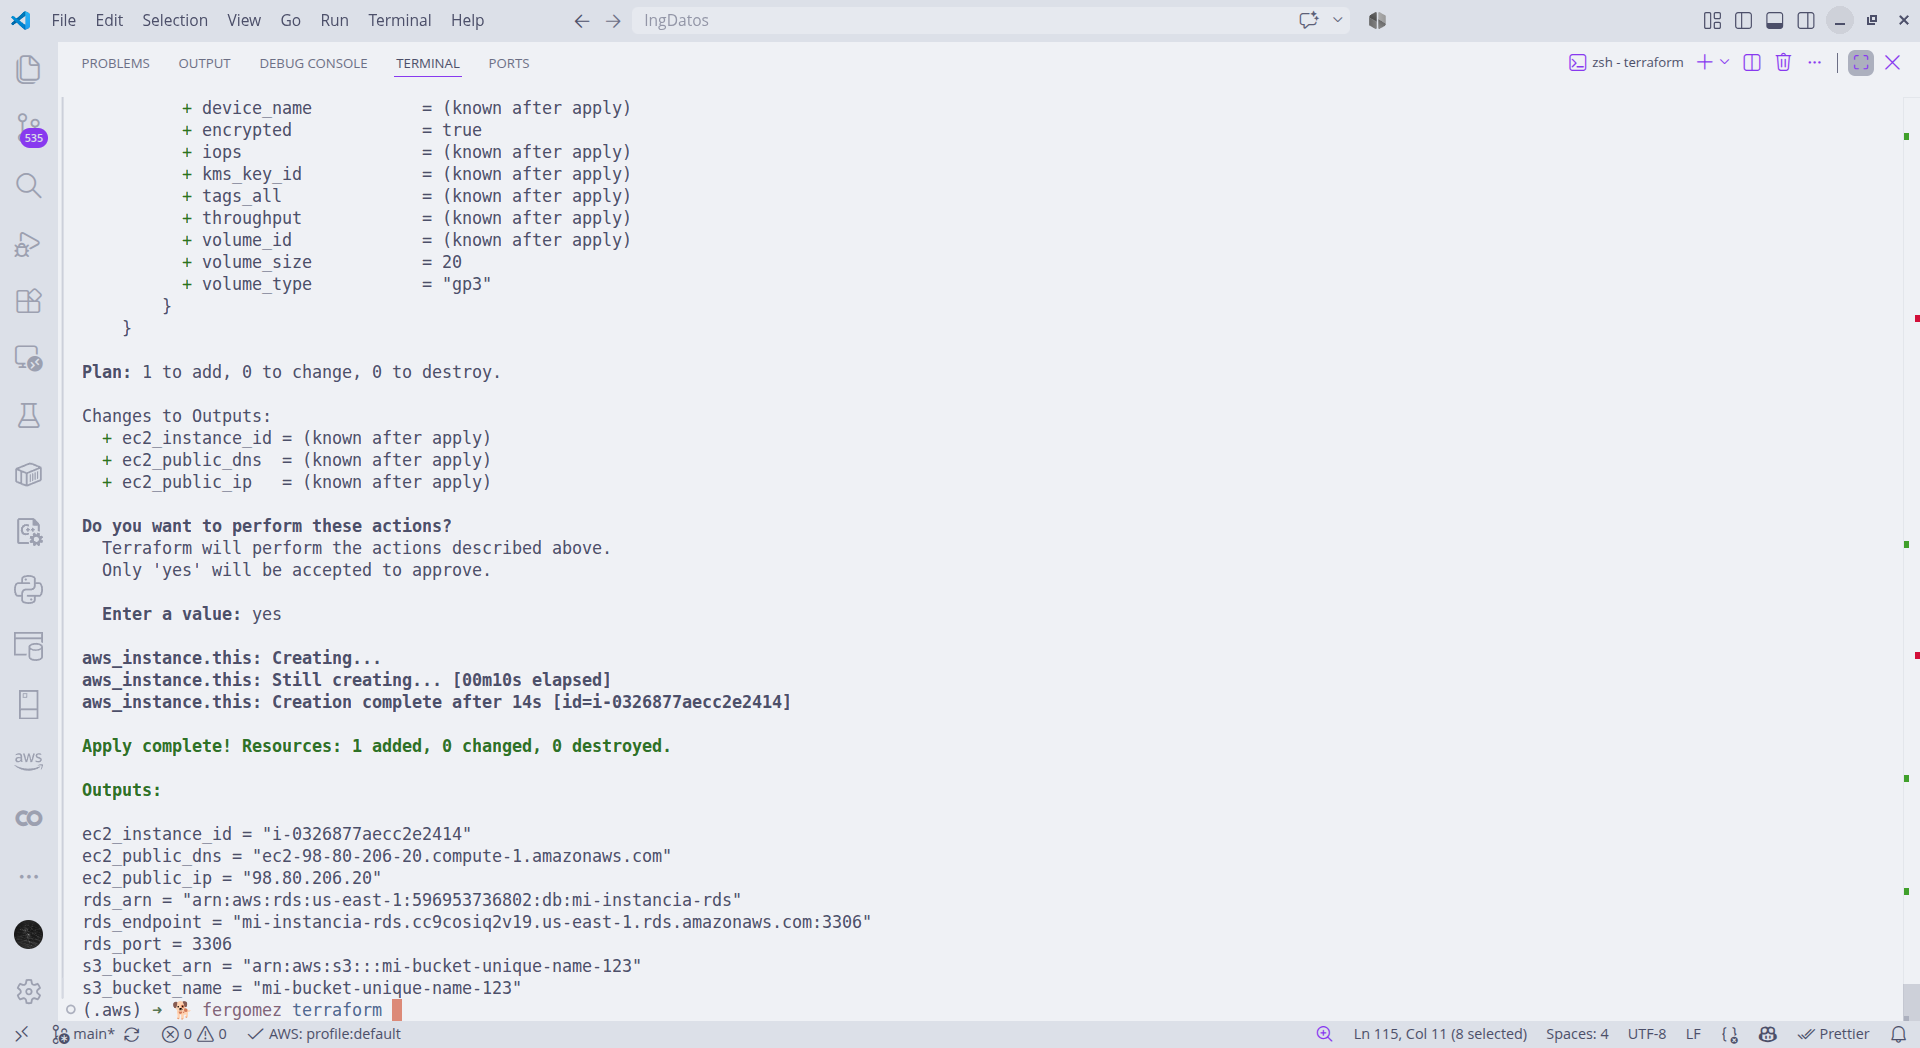 File Edit Selection View Go Run Terminal Help IngDatos
PROBLEMS OUTPUT DEBUG CONSOLE TERMINAL PORTS zsh - terraform
535
aws
+ device_name = (known after apply)
+ encrypted = true
+ iops = (known after apply)
+ kms_key_id = (known after apply)
+ tags_all = (known after apply)
+ throughput = (known after apply)
+ volume_id = (known after apply)
+ volume_size = 20
+ volume_type = "gp3"
}
}
Plan: 1 to add, 0 to change, 0 to destroy.
Changes to Outputs:
+ ec2_instance_id = (known after apply)
+ ec2_public_dns = (known after apply)
+ ec2_public_ip = (known after apply)
Do you want to perform these actions?
Terraform will perform the actions described above.
Only 'yes' will be accepted to approve.
Enter a value: yes
aws_instance.this: Creating...
aws_instance.this: Still creating... [00m10s elapsed]
aws_instance.this: Creation complete after 14s [id=i-0326877aecc2e2414]
Apply complete! Resources: 1 added, 0 changed, 0 destroyed.
Outputs:
ec2_instance_id = "i-0326877aecc2e2414"
ec2_public_dns = "ec2-98-80-206-20.compute-1.amazonaws.com"
ec2_public_ip = "98.80.206.20"
rds_arn = "arn:aws:rds:us-east-1:596953736802:db:mi-instancia-rds"
rds_endpoint = "mi-instancia-rds.cc9cosiq2v19.us-east-1.rds.amazonaws.com:3306"
rds_port = 3306
s3_bucket_arn = "arn:aws:s3:::mi-bucket-unique-name-123"
s3_bucket_name = "mi-bucket-unique-name-123"
(.aws) ➜ 🐕 fergomez terraform
main* 0 0 AWS: profile:default Ln 115, Col 11 (8 selected) Spaces: 4 UTF-8 LF Prettier